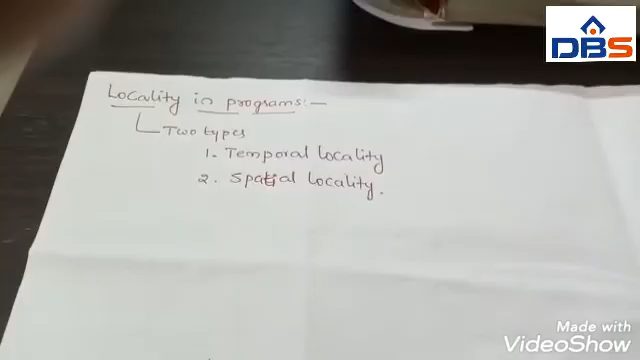 DBS
Locality in programs:-
Two types
1. Temporal locality
2. Spatial locality.
Made with
VideoShow